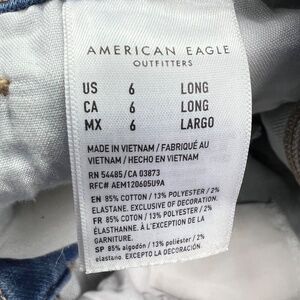 AMERICAN EAGLE
OUTFITTERS
US 6 LONG
CA 6 LONG
MX 6 LARGO
MADE IN VIETNAM / FABRIQUÉ AU
VIETNAM / HECHO EN VIETNAM
RN 54485/CA 03873
RFC# AEM120605U9A
EN 85% COTTON / 13% POLYESTER / 2%
ELASTANE. EXCLUSIVE OF DECORATION.
FR 85% COTON / 13% POLYESTER / 2%
ÉLASTHANNE. À L'EXCEPTION DE LA
GARNITURE.
SP 85% algodón / 13% poliéster / 2%
elastano. EXCEPTO LA DECORACIÓN.